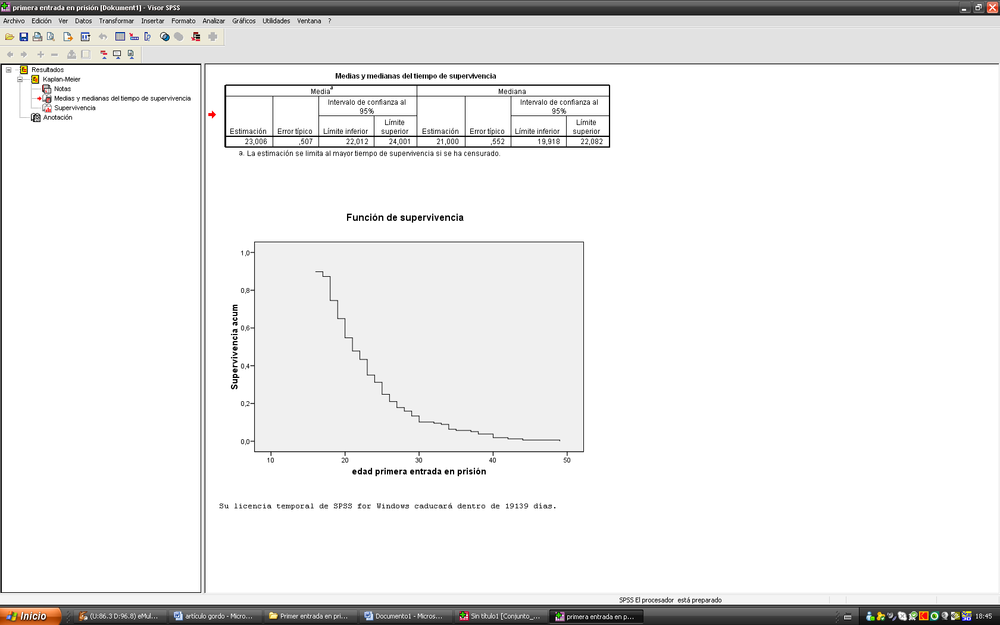 primera entrada en prisión [Dokument1] - Visor SPSS
Archivo Edición Ver Datos Transformar Insertar Formato Analizar Gráficos Utilidades Ventana ?
Resultados
Kaplan-Meier
Notas
Medias y medianas del tiempo de supervivencia
Supervivencia
Anotación
Medias y medianas del tiempo de supervivencia
Media a Mediana
Intervalo de confianza al 95% Intervalo de confianza al 95%
Estimación Error típico Límite inferior Límite superior Estimación Error típico Límite inferior Límite superior
23,006 ,507 22,012 24,001 21,000 ,552 19,918 22,082
a. La estimación se limita al mayor tiempo de supervivencia si se ha censurado.
Función de supervivencia
Supervivencia acum
1,0
0,8
0,6
0,4
0,2
0,0
10 20 30 40 50
edad primera entrada en prisión
Su licencia temporal de SPSS for Windows caducará dentro de 19139 días.
SPSS El procesador está preparado
Inicio (U:86.3 D:96.8) eMul... artículo gordo - Micro... Primer entrada en pri... Documento1 - Micros... Sin título1 [Conjunto_... primera entrada en p... 18:45